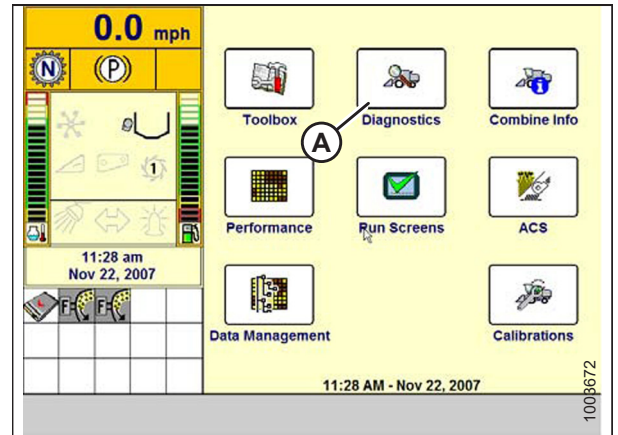 0.0 mph
N
(P)
1
11:28 am
Nov 22, 2007
F
F
Toolbox
Diagnostics
Combine Info
A
Performance
Run Screens
ACS
Data Management
Calibrations
11:28 AM - Nov 22, 2007
1003672